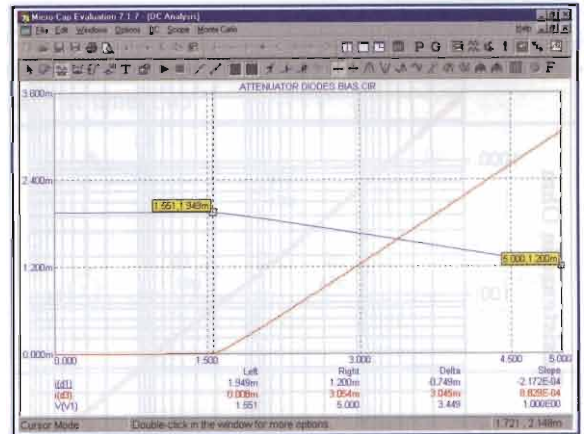 Micro-Cap Evaluation 7.1.7 - [DC Analysis]
File Edit Windows Options DC Scope Monte Carlo Help
T P G F
ATTENUATOR DIODES BIAS.CIR
3.600m
2.400m
1.200m
0.000m
1.551,1.949m
5.000,1.200m
0.000 1.500 3.000 4.500 5.000
Left Right Delta Slope
i(d1) 1.949m 1.200m -0.749m -2.172E-04
i(d3) 0.008m 3.054m 3.045m 8.828E-04
V(V1) 1.551 5.000 3.449 1.000E00
Cursor Mode Double-click in the window for more options. 1.721 , 2.148m